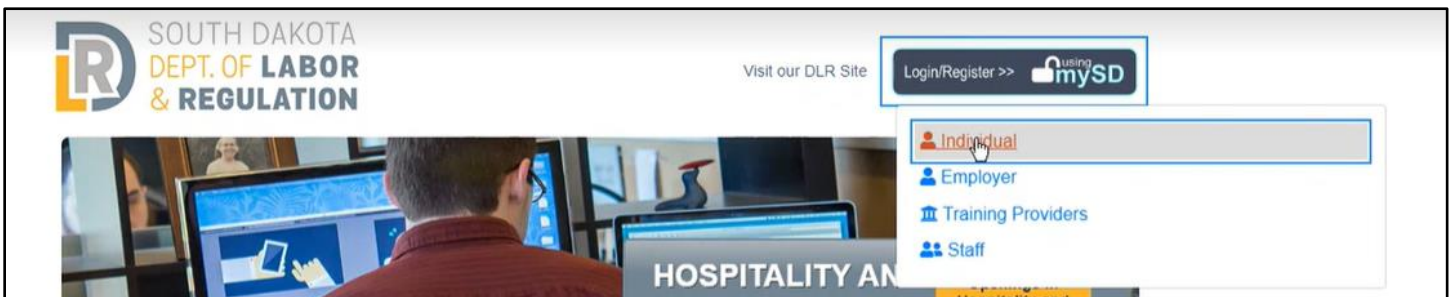 SOUTH DAKOTA
DEPT. OF LABOR
& REGULATION
Visit our DLR Site
Login/Register >> using
mySD
Individual
Employer
Training Providers
Staff
HOSPITALITY AN